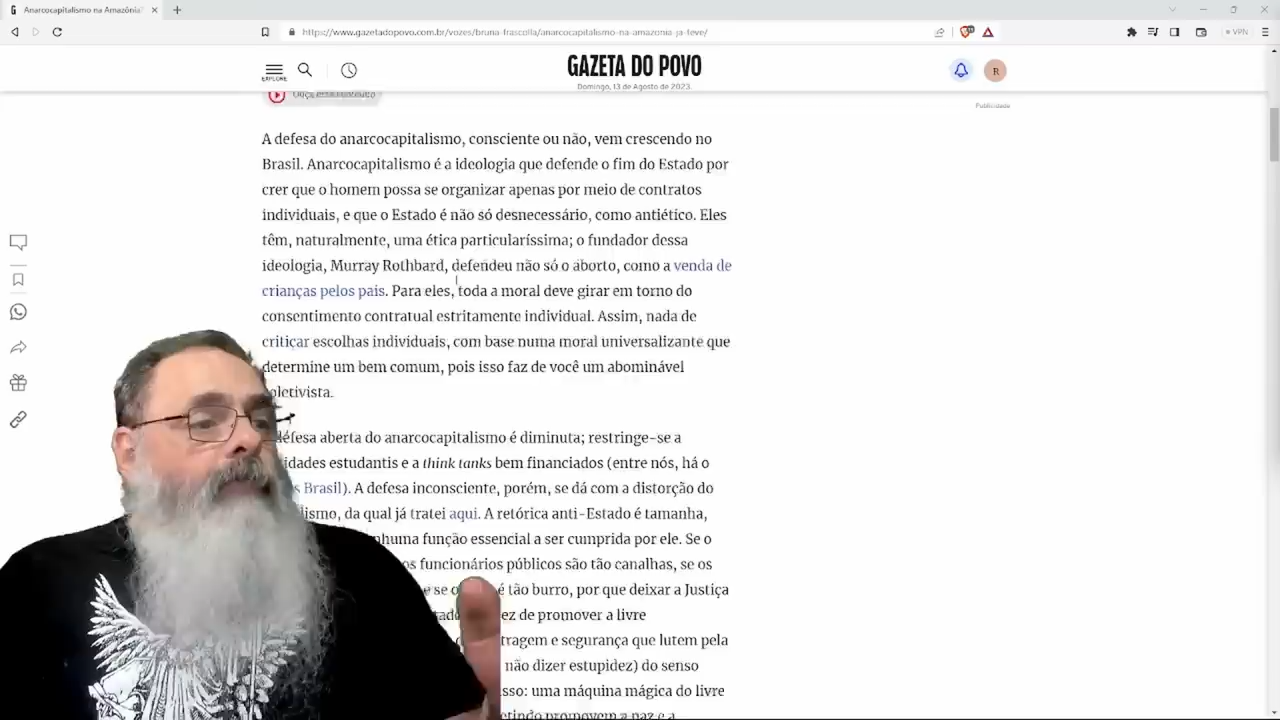 Anarcocapitalismo na Amazônia?
https://www.gazetadopovo.com.br/vozes/bruna-frascolla/anarcocapitalismo-na-amazonia-ja-teve/
VPN
EXPLORE
GAZETA DO POVO
Domingo, 13 de Agosto de 2023.
R
Publicidade
A defesa do anarcocapitalismo, consciente ou não, vem crescendo no
Brasil. Anarcocapitalismo é a ideologia que defende o fim do Estado por
crer que o homem possa se organizar apenas por meio de contratos
individuais, e que o Estado é não só desnecessário, como antiético. Eles
têm, naturalmente, uma ética particularíssima; o fundador dessa
ideologia, Murray Rothbard, defendeu não só o aborto, como a venda de
crianças pelos pais. Para eles, toda a moral deve girar em torno do
consentimento contratual estritamente individual. Assim, nada de
criticar escolhas individuais, com base numa moral universalizante que
determine um bem comum, pois isso faz de você um abominável
oletivista.
defesa aberta do anarcocapitalismo é diminuta; restringe-se a
idades estudantis e a think tanks bem financiados (entre nós, há o
s Brasil). A defesa inconsciente, porém, se dá com a distorção do
lismo, da qual já tratei aqui. A retórica anti-Estado é tamanha,
nhuma função essencial a ser cumprida por ele. Se o
os funcionários públicos são tão canalhas, se os
e se o é tão burro, por que deixar a Justiça
ez de promover a livre
tragem e segurança que lutem pela
não dizer estupidez) do senso
sso: uma máquina mágica do livre
etindo promovem a paz e a